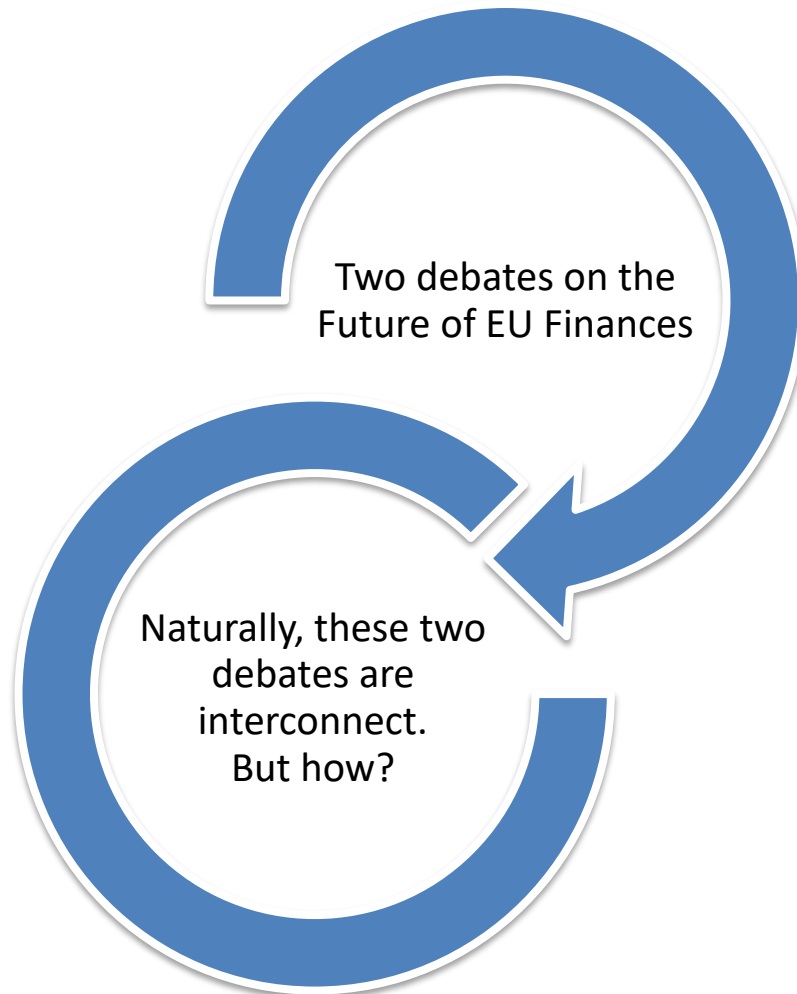 Two debates on the
Future of EU Finances
Naturally, these two
debates are
interconnect.
But how?